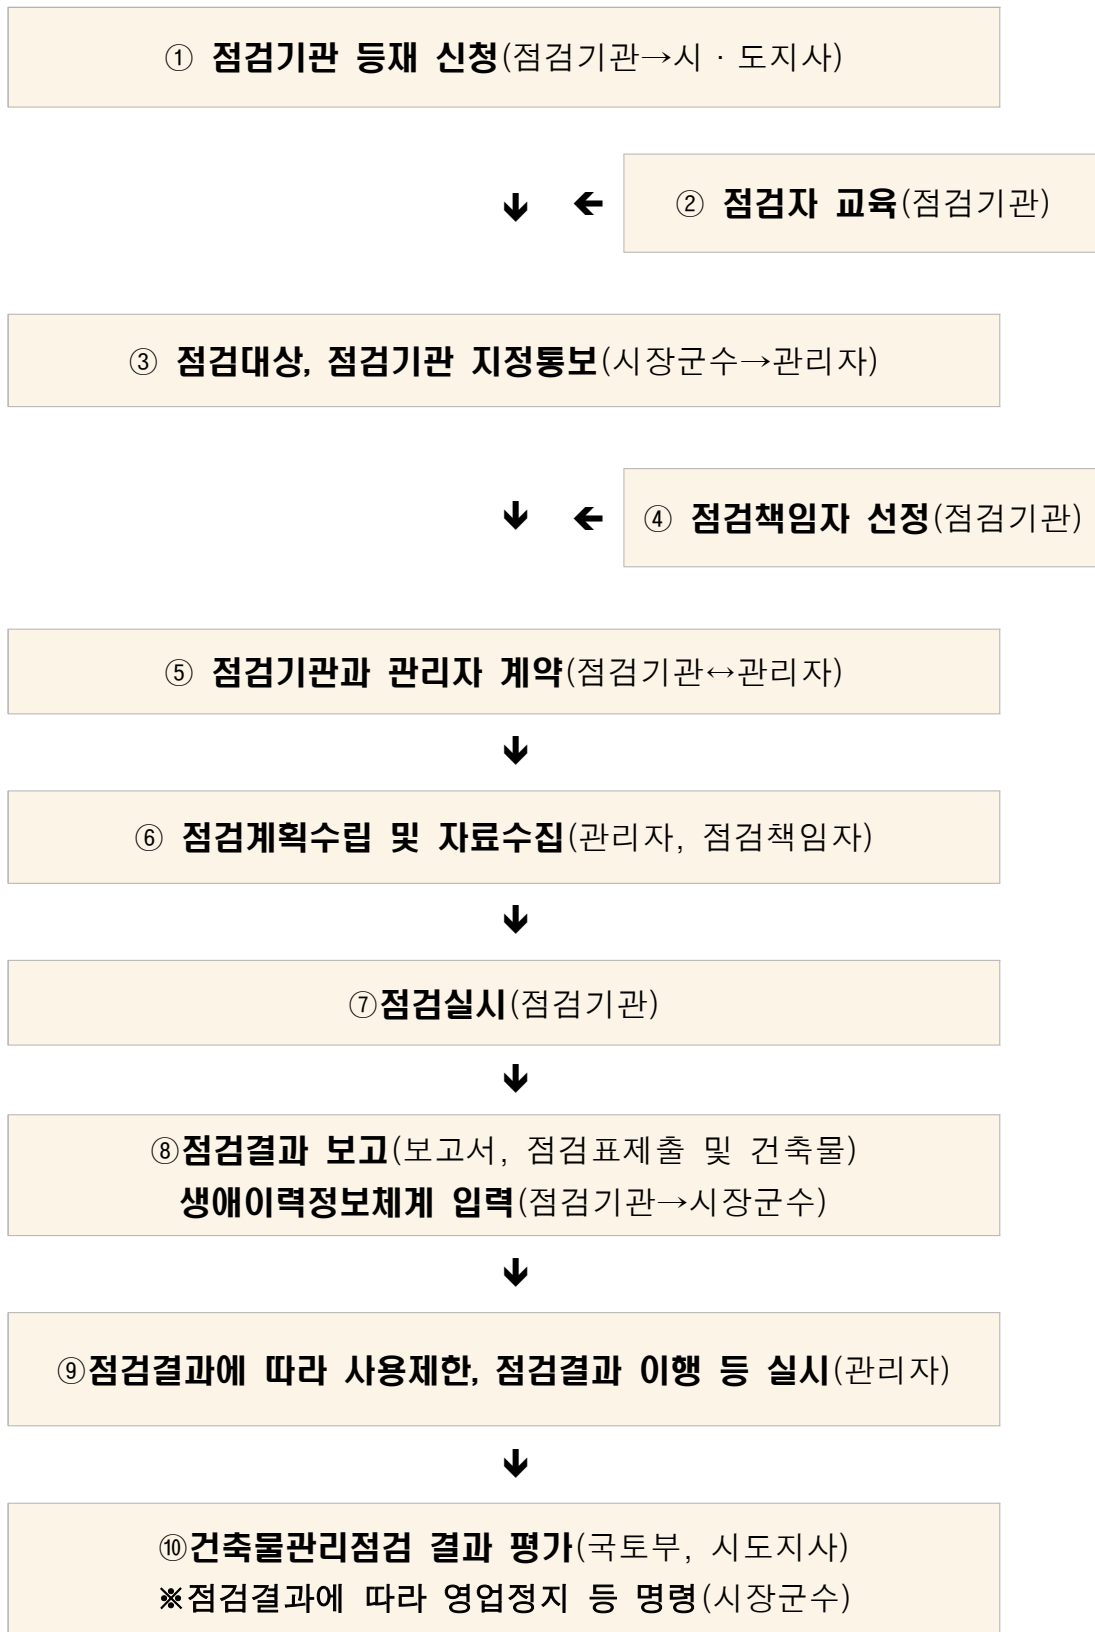 ① 점검기관 등재 신청(점검기관→시·도지사)
② 점검자 교육(점검기관)
③ 점검대상, 점검기관 지정통보(시장군수→관리자)
④ 점검책임자 선정(점검기관)
⑤ 점검기관과 관리자 계약(점검기관↔관리자)
⑥ 점검계획수립 및 자료수집(관리자, 점검책임자)
⑦점검실시(점검기관)
⑧점검결과 보고(보고서, 점검표제출 및 건축물)
생애이력정보체계 입력(점검기관→시장군수)
⑨점검결과에 따라 사용제한, 점검결과 이행 등 실시(관리자)
⑩건축물관리점검 결과 평가(국토부, 시도지사)
※점검결과에 따라 영업정지 등 명령(시장군수)